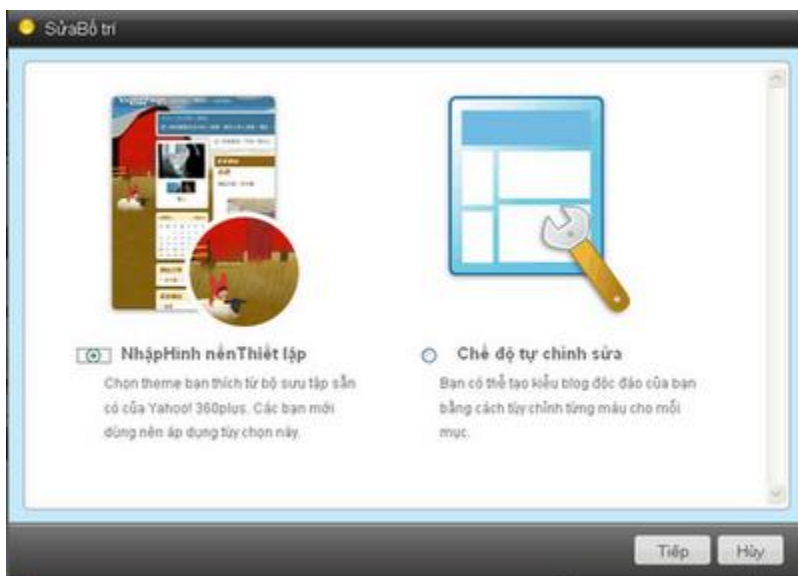 SửaBố trí
NhậpHình nềnThiết lập
Chọn theme bạn thích từ bộ sưu tập sẵn
có của Yahoo! 360plus. Các bạn mới
dùng nên áp dụng tùy chọn này.
Chế độ tự chỉnh sửa
Bạn có thể tạo kiểu blog độc đáo của bạn
bằng cách tùy chỉnh từng màu cho mỗi
mục.
Tiếp
Hủy